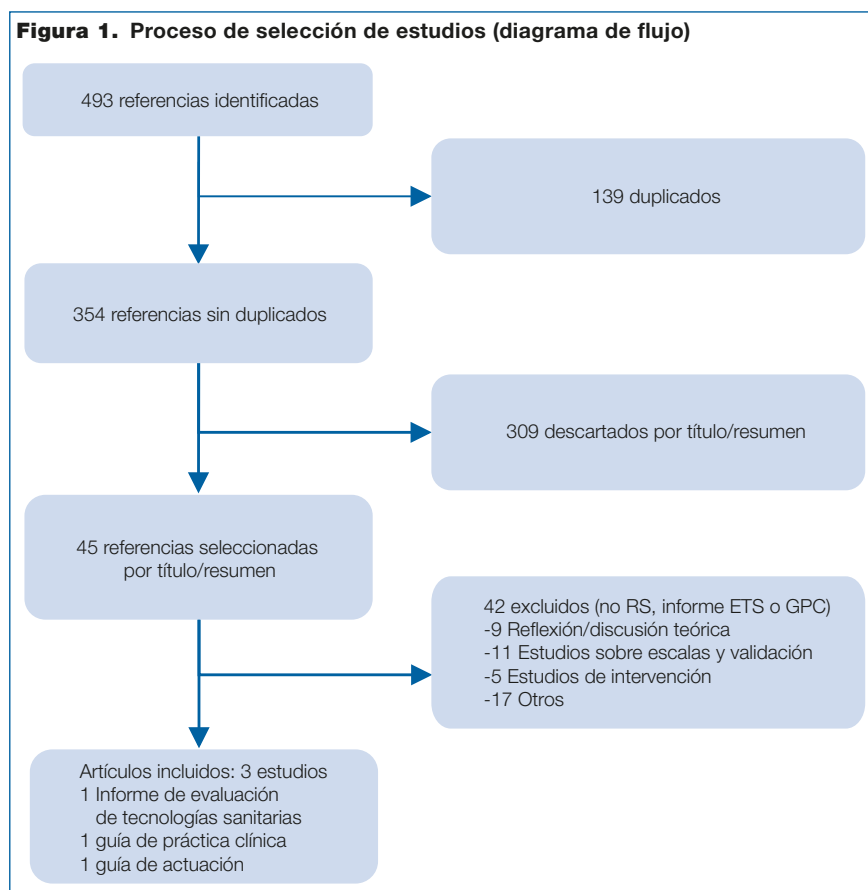 Figura 1. Proceso de selección de estudios (diagrama de flujo)
493 referencias identificadas
139 duplicados
354 referencias sin duplicados
309 descartados por título/resumen
45 referencias seleccionadas
por título/resumen
42 excluidos (no RS, informe ETS o GPC)
-9 Reflexión/discusión teórica
-11 Estudios sobre escalas y validación
-5 Estudios de intervención
-17 Otros
Artículos incluidos: 3 estudios
1 Informe de evaluación
de tecnologías sanitarias
1 guía de práctica clínica
1 guía de actuación